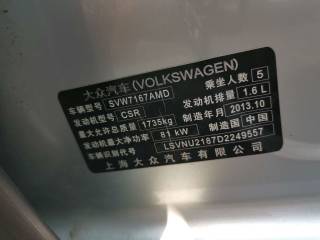 大众汽车(VOLKSWAGEN)
车辆型号 SVW7167AMD 乘坐人数 5
发动机型号 CSR 发动机排量 1.6 L
最大允许总质量 1735kg 制造年月 2013.10
发动机最大净功率 81 kW 制造国 中国
车辆识别代号 LSVNU2187D2249557
上海大众汽车有限公司